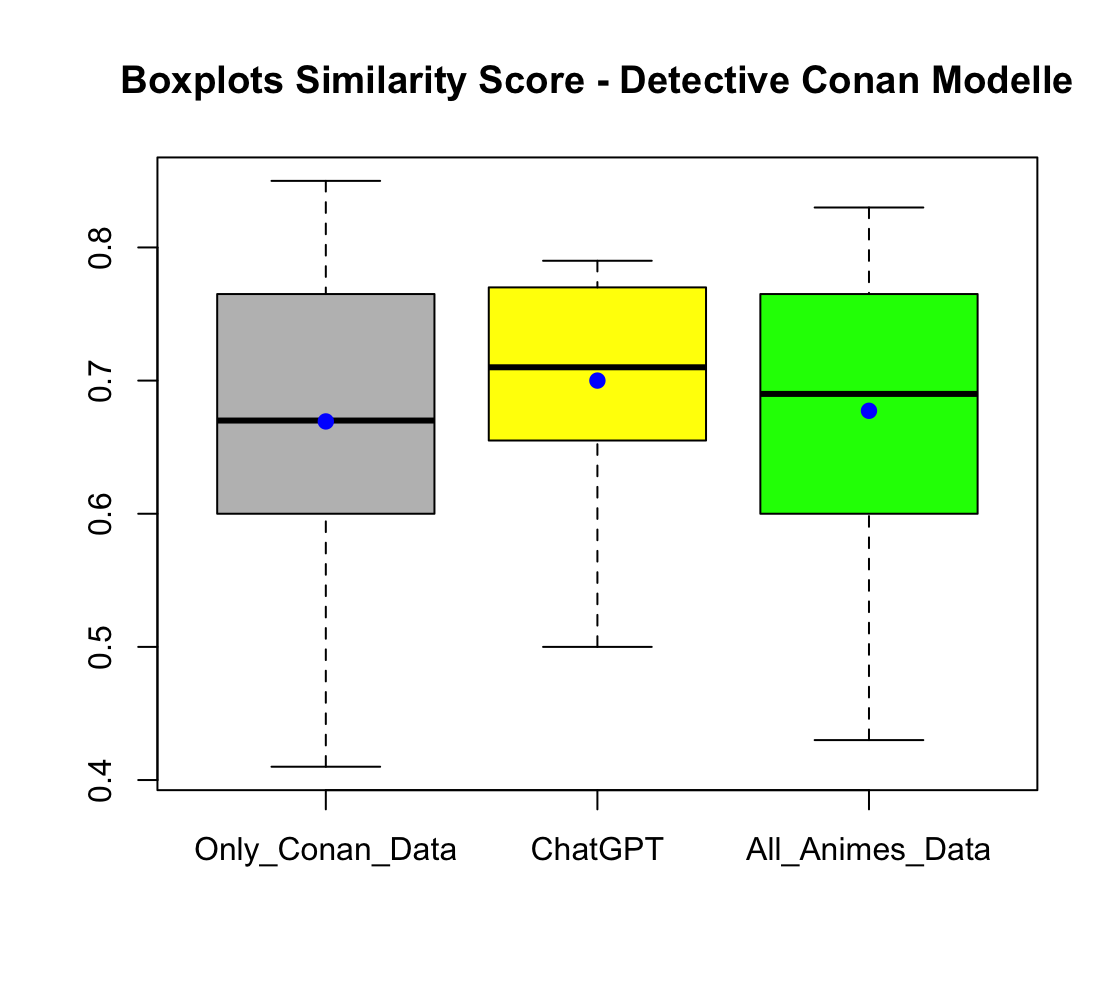 Boxplots Similarity Score - Detective Conan Modelle
0.8
0.7
0.6
0.5
0.4
Only_Conan_Data ChatGPT All_Animes_Data